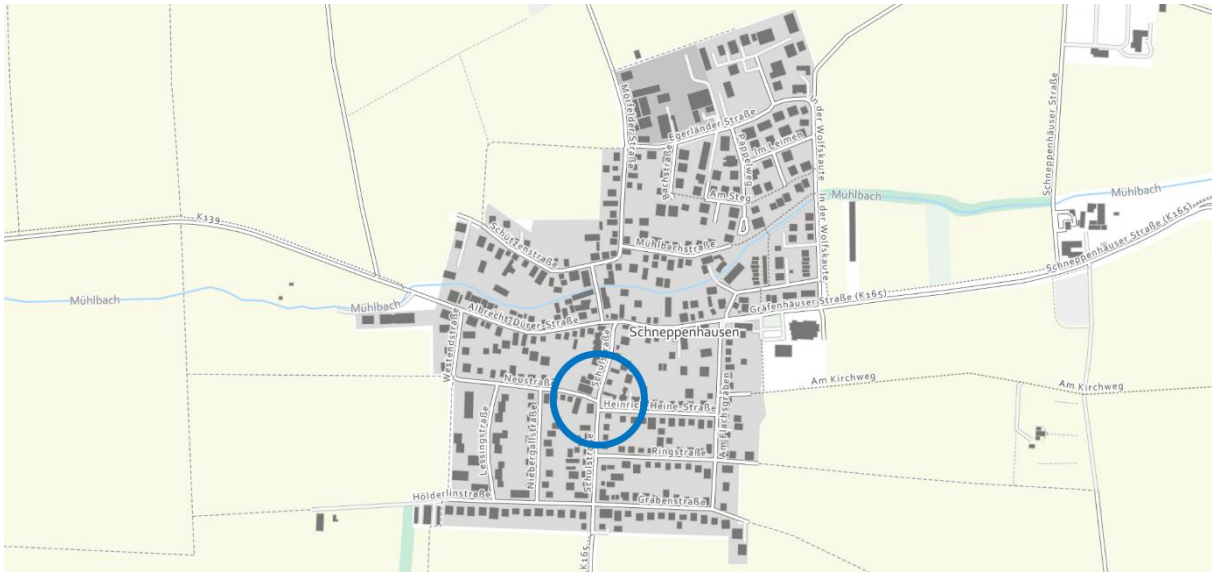 Mörfelder Straße
Egerländer Straße
Bachstraße
Pappelweg
Im Leimen
In der Wolfskaute
Schneppenhäuser Straße
Am Steg
Mühlbach
K139
Schützenstraße
Mühlbachstraße
In der Wolfskaute
Schneppenhäuser Straße (K165)
Mühlbach
Mühlbach
Albrecht-Dürer-Straße
Gräfenhäuser Straße (K165)
Schneppenhausen
Westendstraße
Schulstraße
Neustraße
Am Kirchweg
Am Kirchweg
Heinrich-Heine-Straße
Am Flachsgraben
Lessingstraße
Niebergallstraße
Schulstraße
Ringstraße
Hölderlinstraße
Grabenstraße
K165